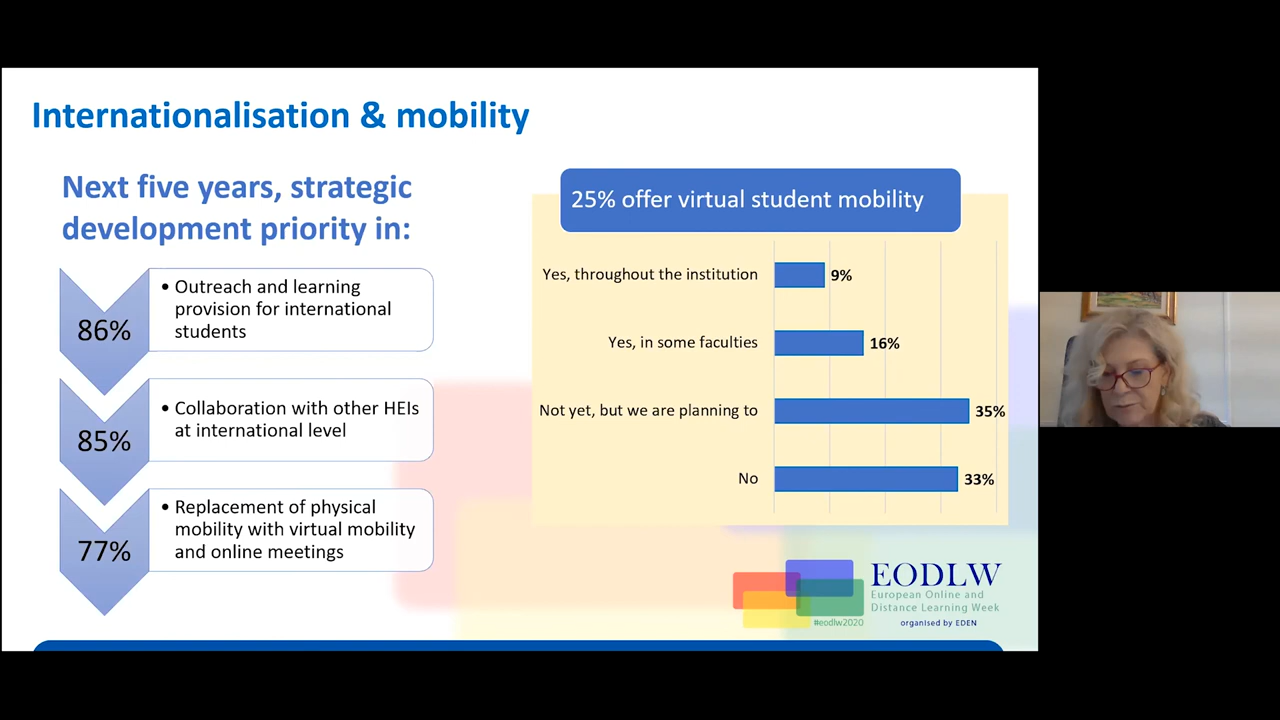 Internationalisation & mobility
Next five years, strategic
development priority in:
86%
• Outreach and learning
provision for international
students
85%
• Collaboration with other HEIs
at international level
77%
• Replacement of physical
mobility with virtual mobility
and online meetings
25% offer virtual student mobility
Yes, throughout the institution 9%
Yes, in some faculties 16%
Not yet, but we are planning to 35%
No 33%
EODLW
European Online and
Distance Learning Week
#eodlw2020
organised by EDEN